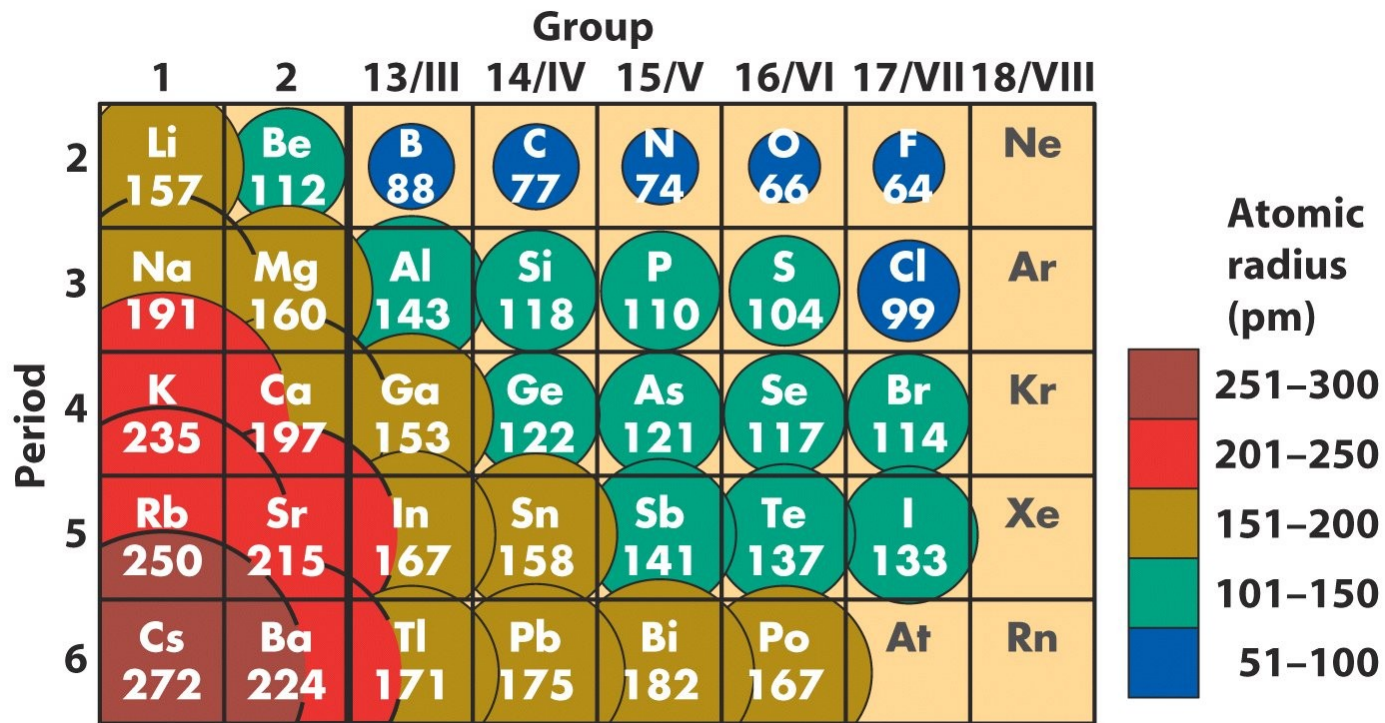 Group
1 2 13/III 14/IV 15/V 16/VI 17/VII 18/VIII
Period
2
Li Be B C N O F Ne
157 112 88 77 74 66 64
3
Na Mg Al Si P S Cl Ar
191 160 143 118 110 104 99
4
K Ca Ga Ge As Se Br Kr
235 197 153 122 121 117 114
5
Rb Sr In Sn Sb Te I Xe
250 215 167 158 141 137 133
6
Cs Ba Tl Pb Bi Po At Rn
272 224 171 175 182 167
Atomic
radius
(pm)
251–300
201–250
151–200
101–150
51–100